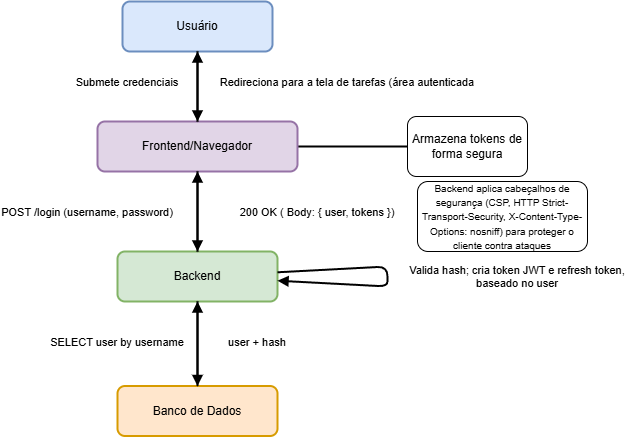 Usuário
Submete credenciais
Redireciona para a tela de tarefas (área autenticada
Frontend/Navegador
Armazena tokens de
forma segura
POST /login (username, password)
200 OK ( Body: { user, tokens })
Backend aplica cabeçalhos de
segurança (CSP, HTTP Strict-
Transport-Security, X-Content-Type-
Options: nosniff) para proteger o
cliente contra ataques
Backend
Valida hash; cria token JWT e refresh token,
baseado no user
SELECT user by username
user + hash
Banco de Dados